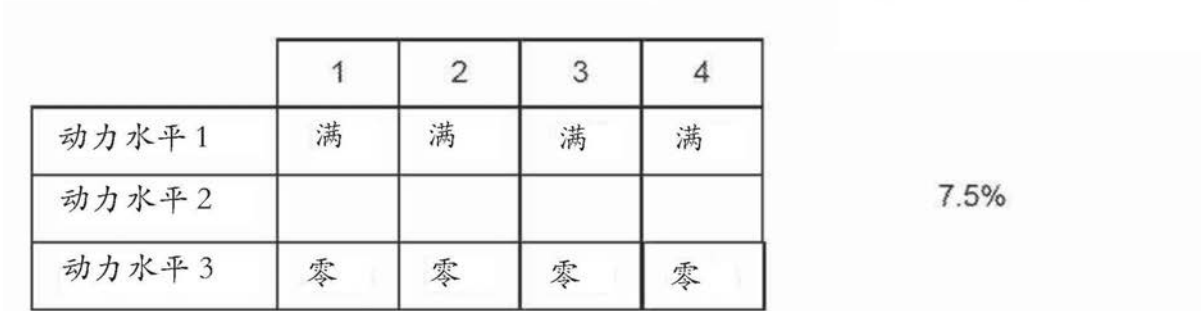 1 2 3 4
动力水平1 满 满 满 满
动力水平2 7.5%
动力水平3 零 零 零 零